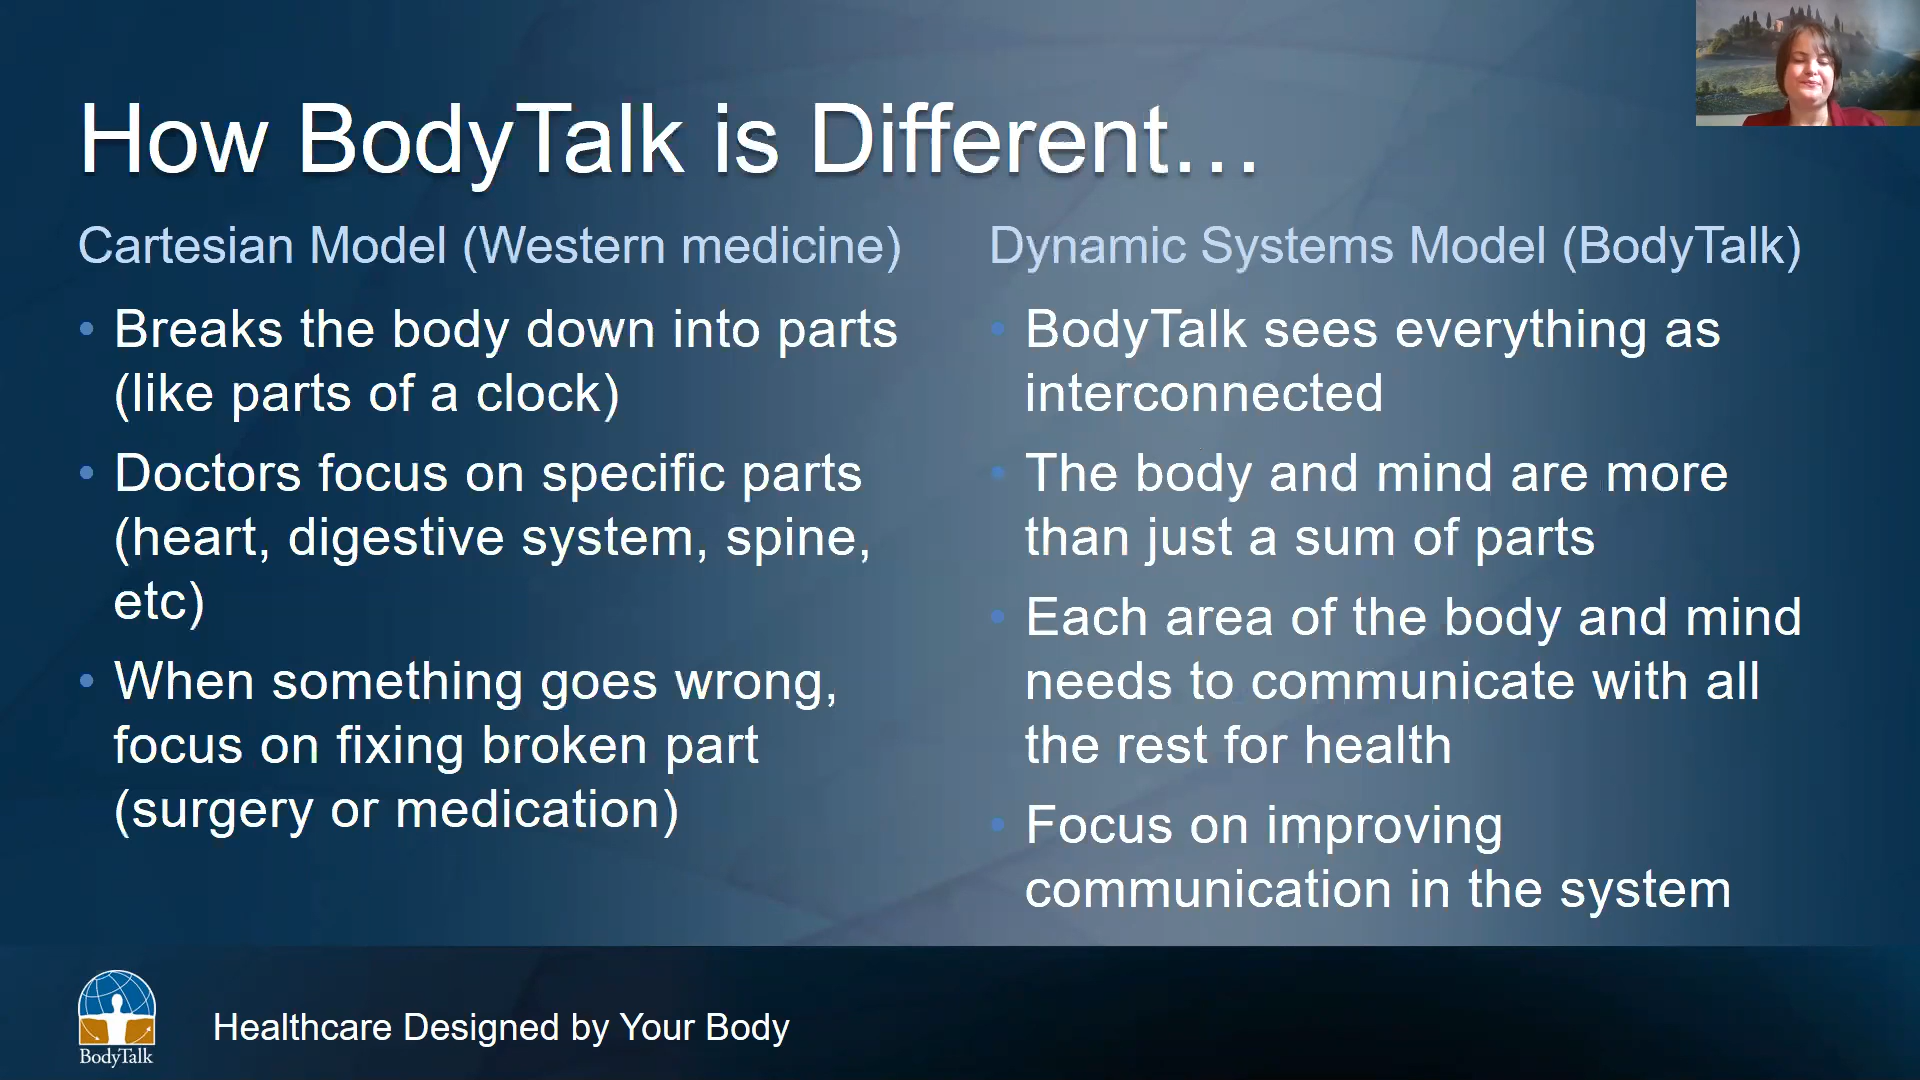 How BodyTalk is Different…
Cartesian Model (Western medicine)
• Breaks the body down into parts
(like parts of a clock)
• Doctors focus on specific parts
(heart, digestive system, spine,
etc)
• When something goes wrong,
focus on fixing broken part
(surgery or medication)
Dynamic Systems Model (BodyTalk)
• BodyTalk sees everything as
interconnected
• The body and mind are more
than just a sum of parts
• Each area of the body and mind
needs to communicate with all
the rest for health
• Focus on improving
communication in the system
BodyTalk
Healthcare Designed by Your Body